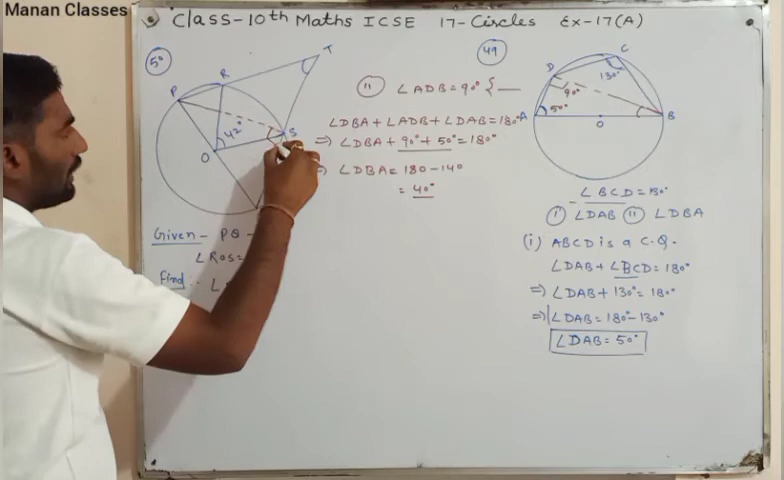 Manan Classes
Class-10th Maths ICSE 17-Circles Ex-17(A)
50
P R T
42°
O S
Given - PQ -
∠ROS=
Find :- ∠
(ii) ∠ADB = 90° {
∠DBA + ∠ADB + ∠DAB = 180°
⇒ ∠DBA + 90° + 50° = 180°
∠DBA = 180 - 140
= 40°
49
D C
130°
90°
A 50° B
O
∠BCD = 130°
(i) ∠DAB (ii) ∠DBA
(i) ABCD is a C.Q.
∠DAB + ∠BCD = 180°
⇒ ∠DAB + 130° = 180°
⇒ ∠DAB = 180° - 130°
∠DAB = 50°